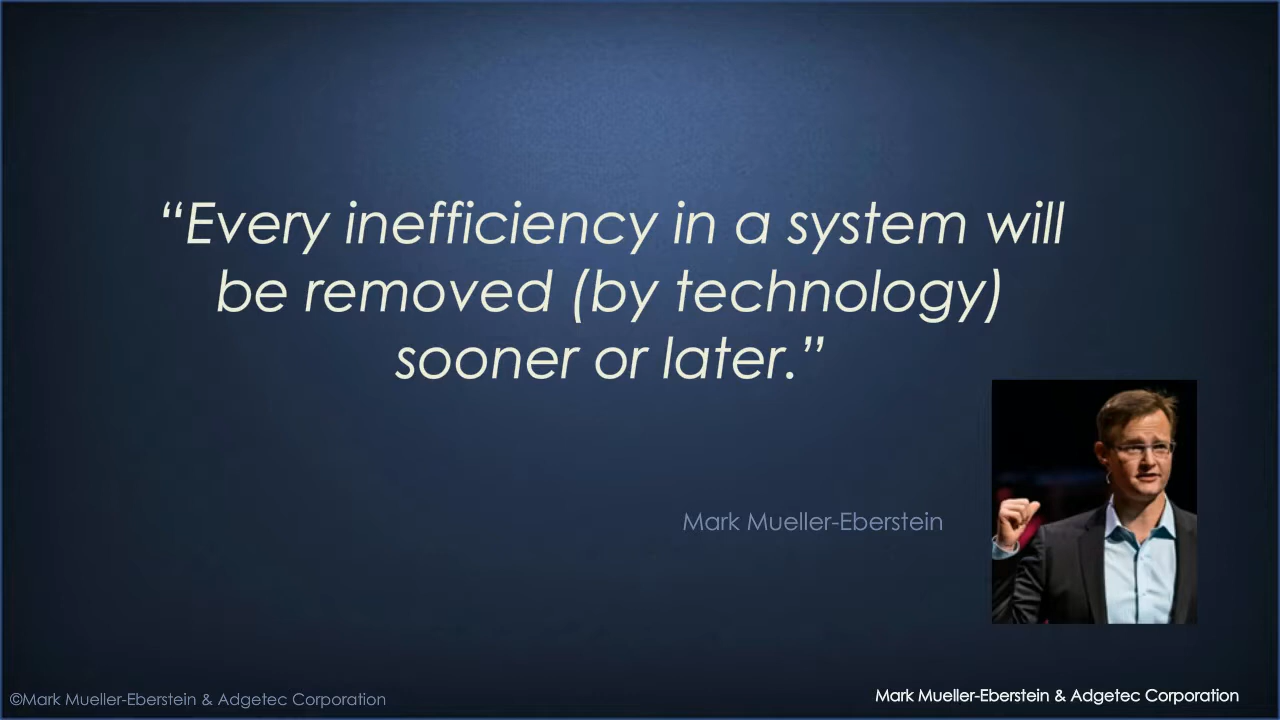 “Every inefficiency in a system will
be removed (by technology)
sooner or later.”
Mark Mueller-Eberstein
©Mark Mueller-Eberstein & Adgetec Corporation
Mark Mueller-Eberstein & Adgetec Corporation